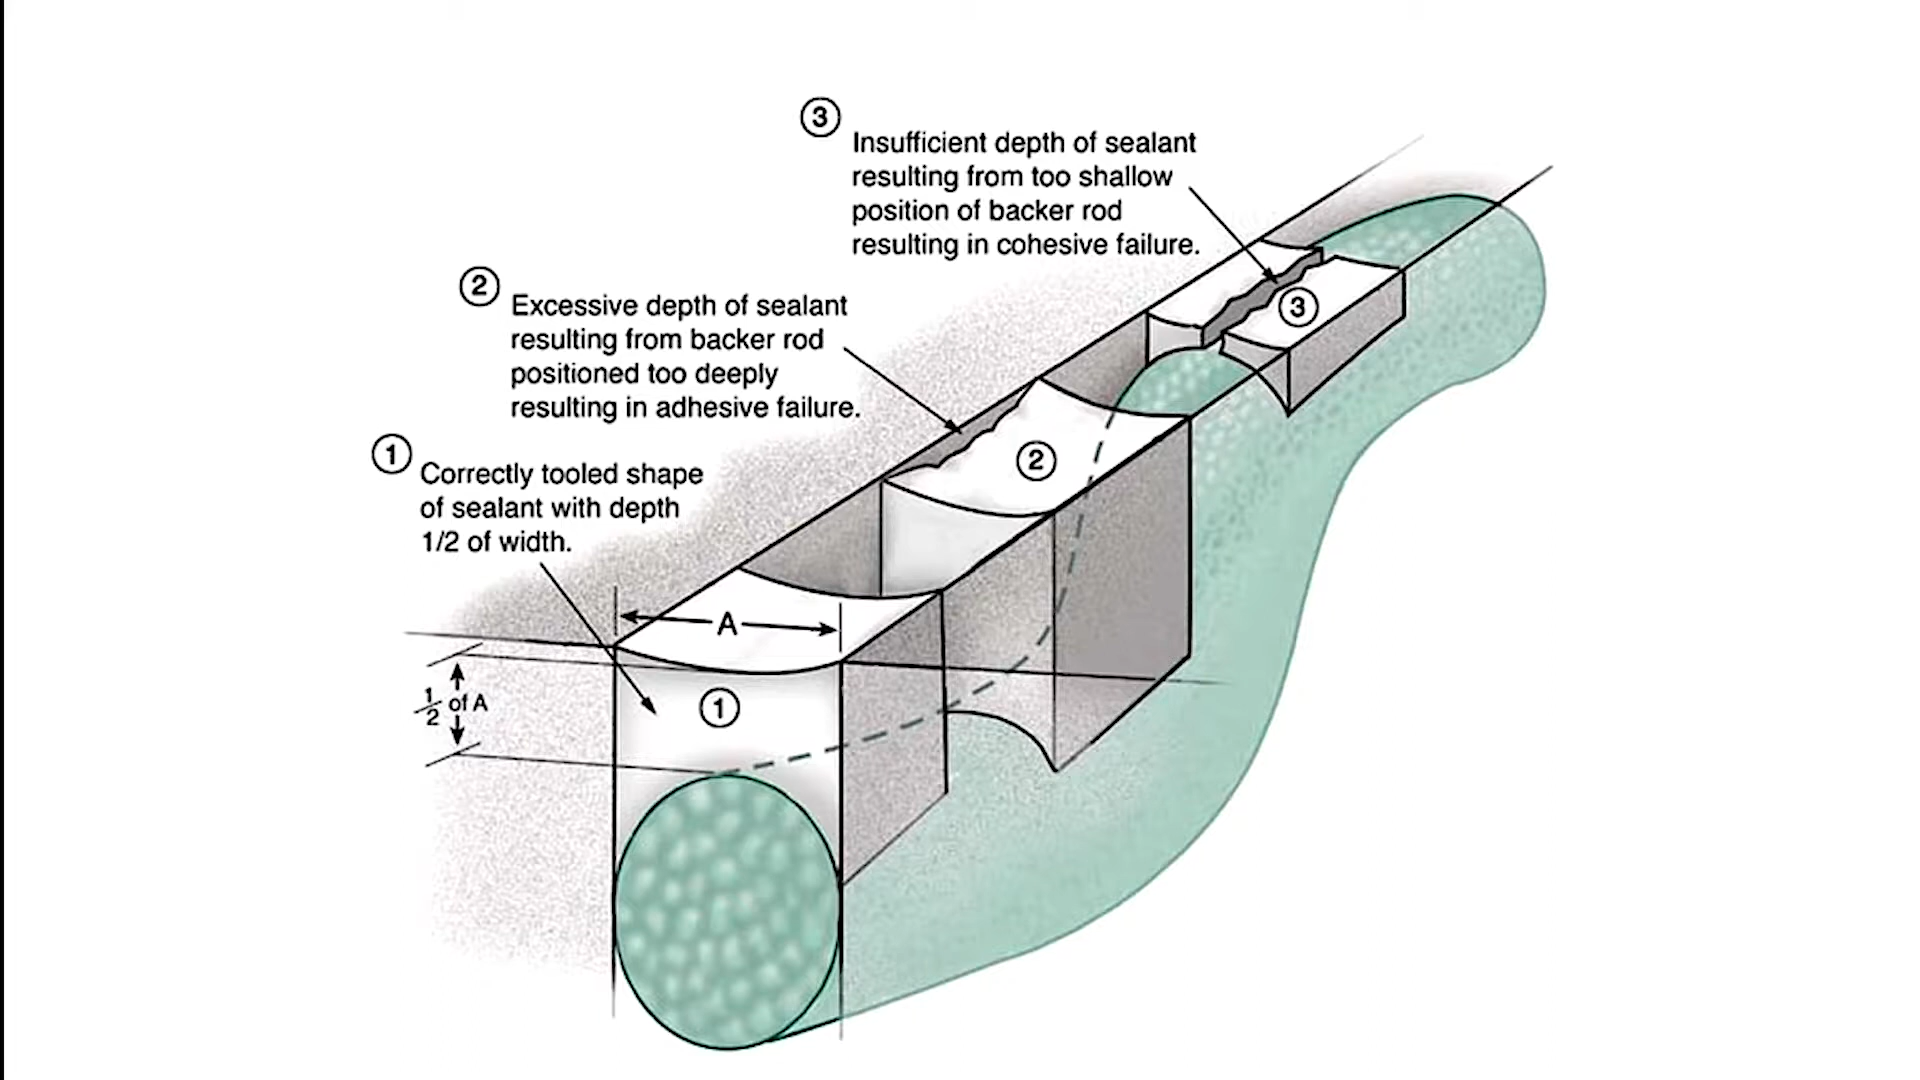 ③
Insufficient depth of sealant
resulting from too shallow
position of backer rod
resulting in cohesive failure.
②
Excessive depth of sealant
resulting from backer rod
positioned too deeply
resulting in adhesive failure.
①
Correctly tooled shape
of sealant with depth
1/2 of width.
③
②
A
①
1/2 of A